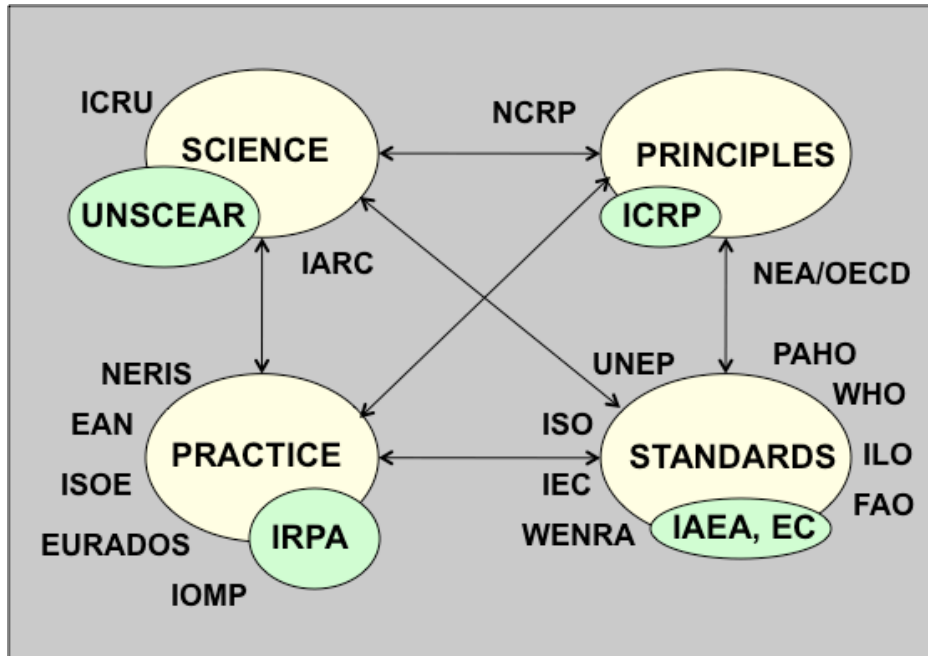 ICRU
NCRP
SCIENCE
PRINCIPLES
UNSCEAR
ICRP
IARC
NEA/OECD
NERIS
UNEP
PAHO
WHO
EAN
ISO
PRACTICE
STANDARDS
ILO
ISOE
IEC
FAO
EURADOS
IRPA
WENRA
IAEA, EC
IOMP